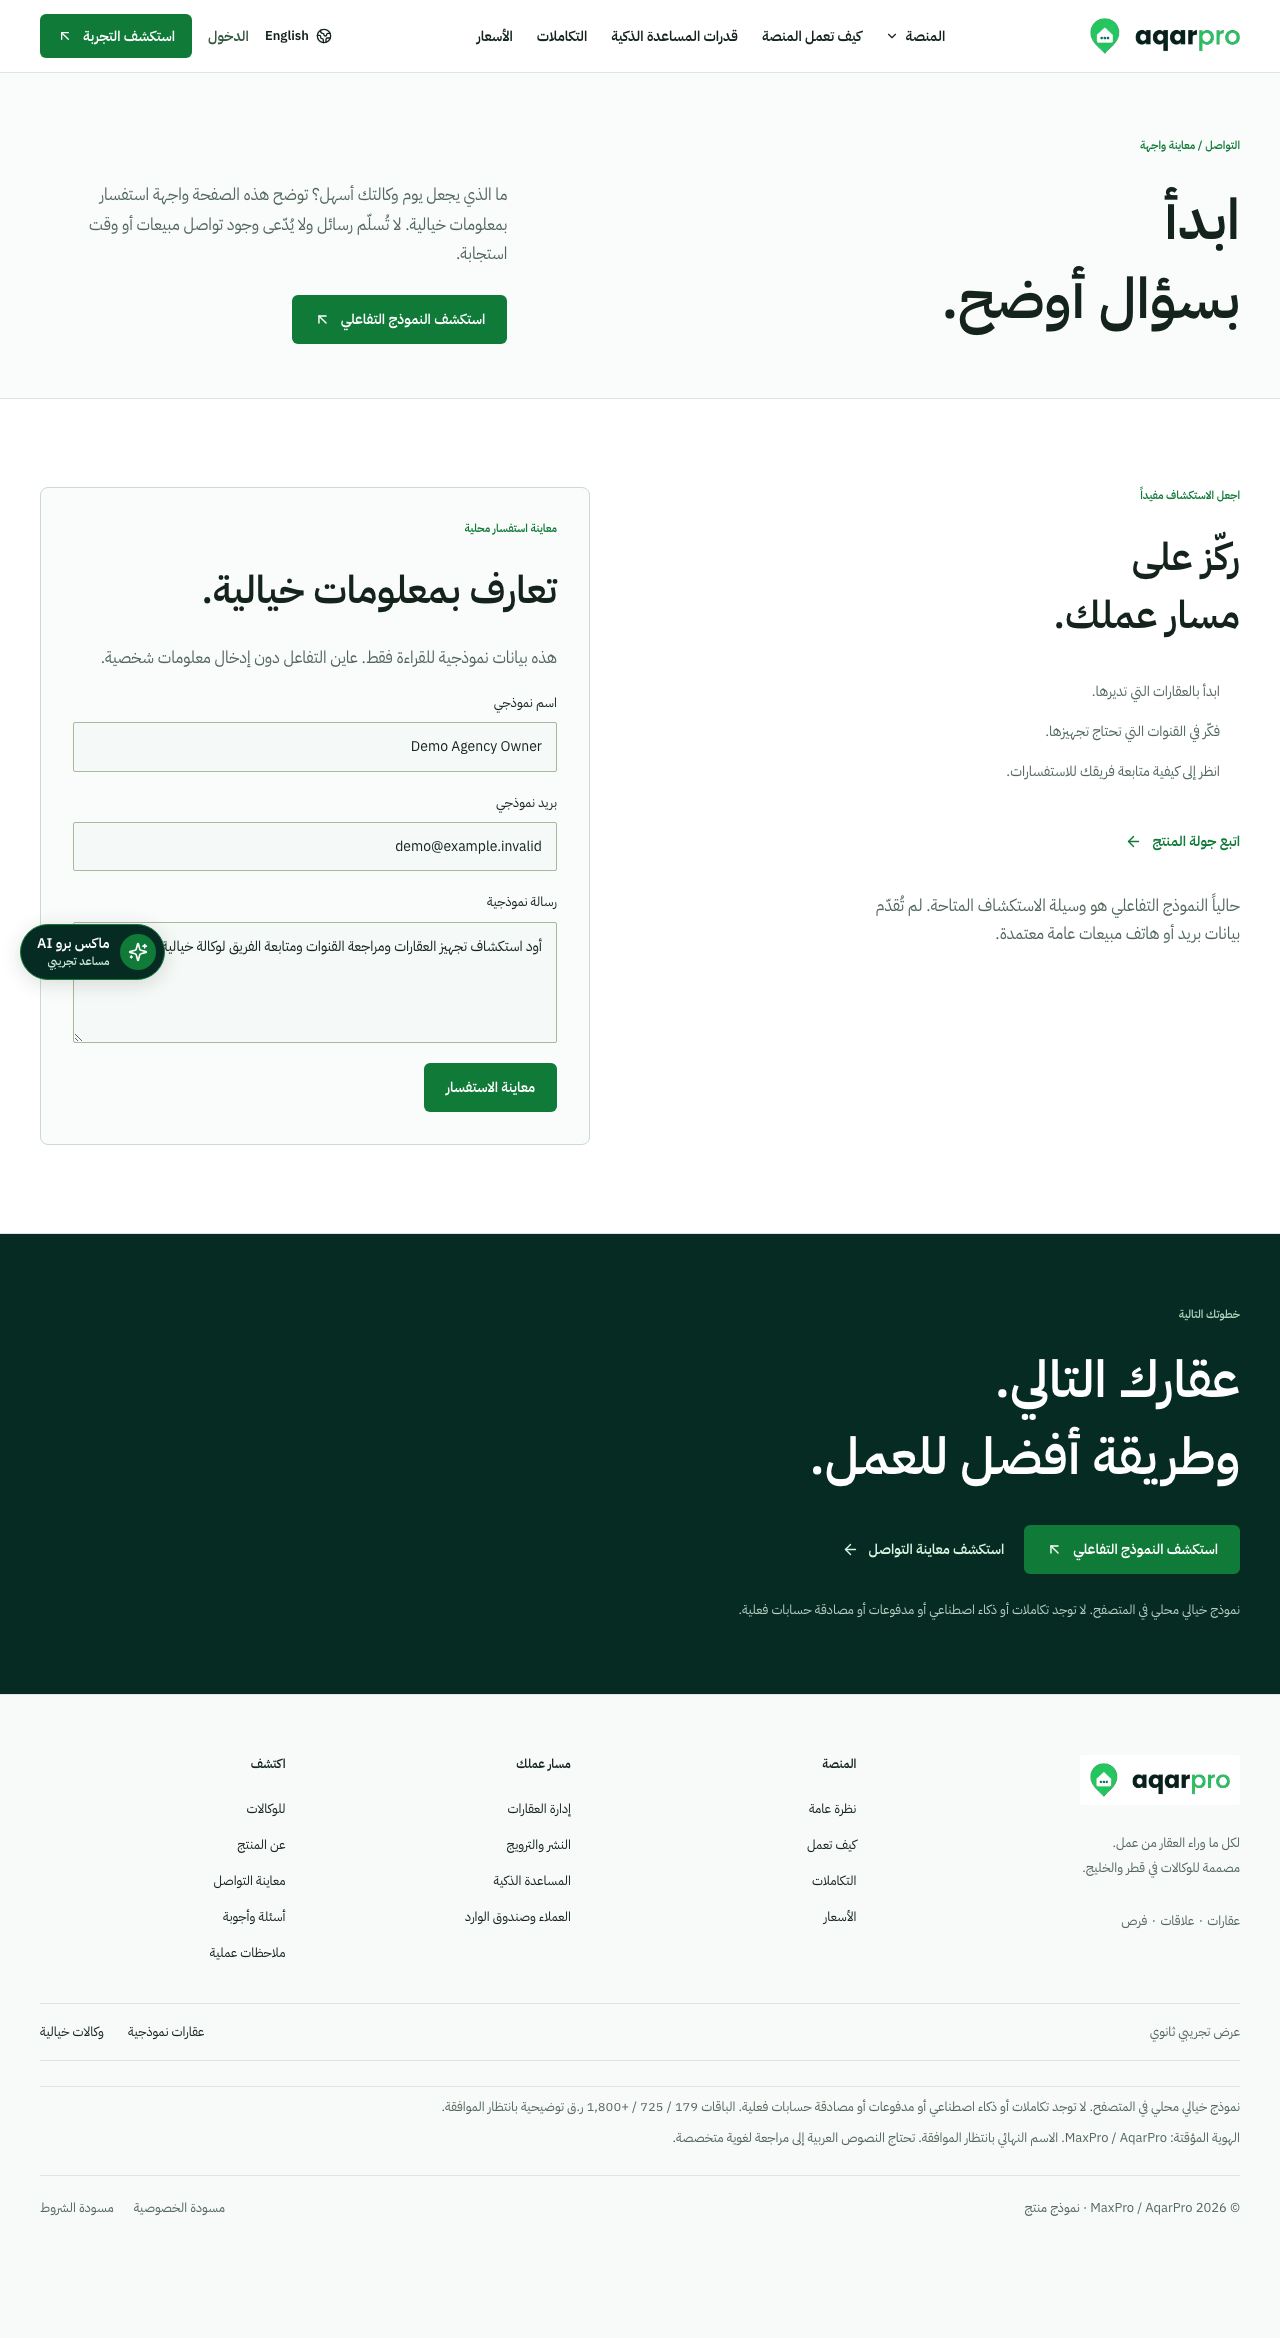 aqarpro
المنصة
كيف تعمل المنصة
قدرات المساعدة الذكية
التكاملات
الأسعار
English
الدخول
استكشف التجربة
التواصل / معاينة واجهة
ابدأ
بسؤال أوضح.
ما الذي يجعل يوم وكالتك أسهل؟ توضح هذه الصفحة واجهة استفسار
بمعلومات خيالية. لا تُسلّم رسائل ولا يُدّعى وجود تواصل مبيعات أو وقت
استجابة.
استكشف النموذج التفاعلي
اجعل الاستكشاف مفيداً
ركّز على
مسار عملك.
ابدأ بالعقارات التي تديرها.
فكّر في القنوات التي تحتاج تجهيزها.
انظر إلى كيفية متابعة فريقك للاستفسارات.
اتبع جولة المنتج
حالياً النموذج التفاعلي هو وسيلة الاستكشاف المتاحة. لم تُقدّم
بيانات بريد أو هاتف مبيعات عامة معتمدة.
معاينة استفسار محلية
تعارف بمعلومات خيالية.
هذه بيانات نموذجية للقراءة فقط. عاين التفاعل دون إدخال معلومات شخصية.
اسم نموذجي
Demo Agency Owner
بريد نموذجي
demo@example.invalid
رسالة نموذجية
أود استكشاف تجهيز العقارات ومراجعة القنوات ومتابعة الفريق لوكالة خيالية
معاينة الاستفسار
ماكس برو AI
مساعد تجريبي
خطوتك التالية
عقارك التالي.
وطريقة أفضل للعمل.
استكشف النموذج التفاعلي
استكشف معاينة التواصل
نموذج خيالي محلي في المتصفح. لا توجد تكاملات أو ذكاء اصطناعي أو مدفوعات أو مصادقة حسابات فعلية.
aqarpro
لكل ما وراء العقار من عمل.
مصممة للوكالات في قطر والخليج.
عقارات · علاقات · فرص
المنصة
نظرة عامة
كيف تعمل
التكاملات
الأسعار
مسار عملك
إدارة العقارات
النشر والترويج
المساعدة الذكية
العملاء وصندوق الوارد
اكتشف
للوكالات
عن المنتج
معاينة التواصل
أسئلة وأجوبة
ملاحظات عملية
عرض تجريبي ثانوي
عقارات نموذجية
وكالات خيالية
نموذج خيالي محلي في المتصفح. لا توجد تكاملات أو ذكاء اصطناعي أو مدفوعات أو مصادقة حسابات فعلية. الباقات 179 / 725 / +1,800 ر.ق توضيحية بانتظار الموافقة.
الهوية المؤقتة: MaxPro / AqarPro. الاسم النهائي بانتظار الموافقة. تحتاج النصوص العربية إلى مراجعة لغوية متخصصة.
© 2026 MaxPro / AqarPro · نموذج منتج
مسودة الخصوصية
مسودة الشروط